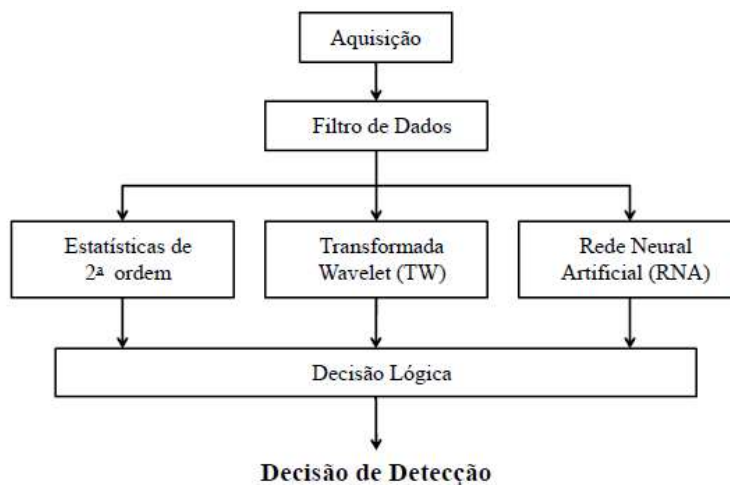 Aquisição
Filtro de Dados
Estatísticas de
2ª ordem
Transformada
Wavelet (TW)
Rede Neural
Artificial (RNA)
Decisão Lógica
Decisão de Detecção